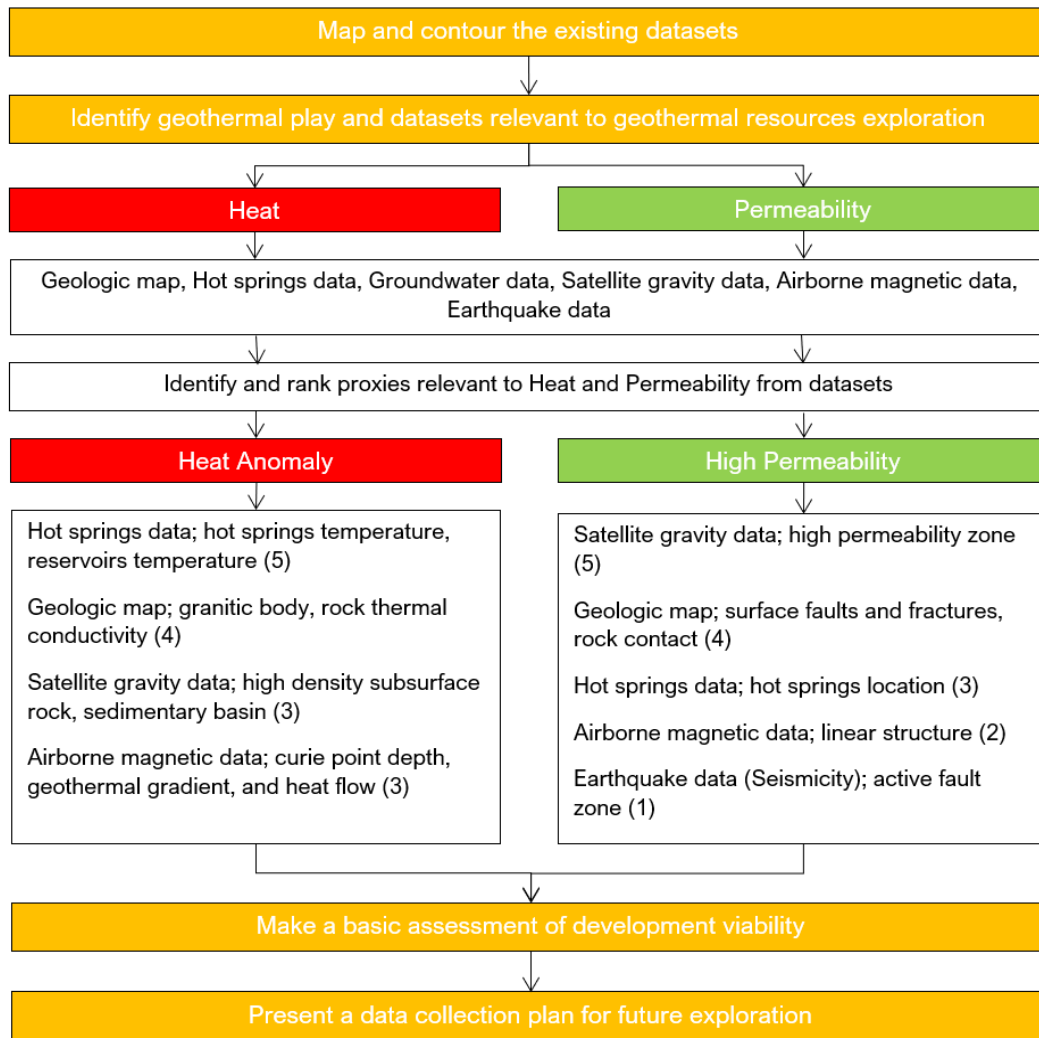 Map and contour the existing datasets
Identify geothermal play and datasets relevant to geothermal resources exploration
Heat
Permeability
Geologic map, Hot springs data, Groundwater data, Satellite gravity data, Airborne magnetic data,
Earthquake data
Identify and rank proxies relevant to Heat and Permeability from datasets
Heat Anomaly
High Permeability
Hot springs data; hot springs temperature,
reservoirs temperature (5)
Geologic map; granitic body, rock thermal
conductivity (4)
Satellite gravity data; high density subsurface
rock, sedimentary basin (3)
Airborne magnetic data; curie point depth,
geothermal gradient, and heat flow (3)
Satellite gravity data; high permeability zone
(5)
Geologic map; surface faults and fractures,
rock contact (4)
Hot springs data; hot springs location (3)
Airborne magnetic data; linear structure (2)
Earthquake data (Seismicity); active fault
zone (1)
Make a basic assessment of development viability
Present a data collection plan for future exploration